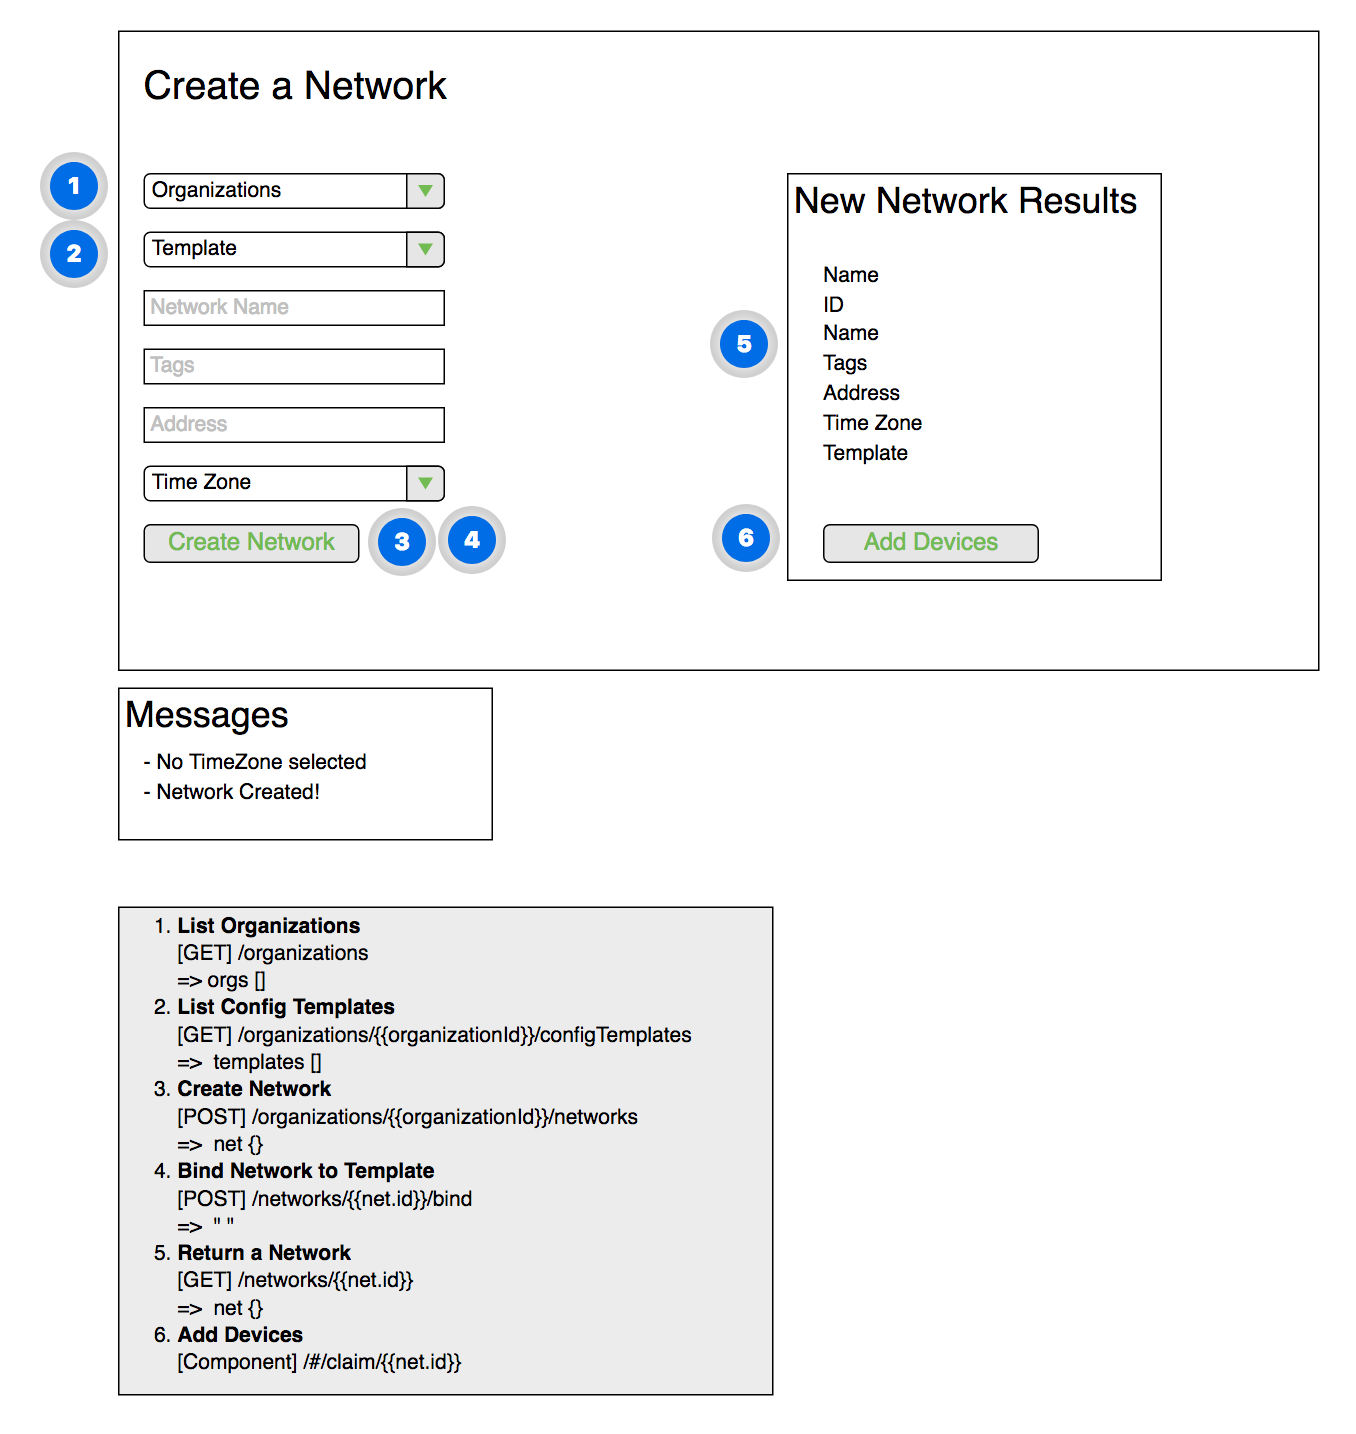 Create a Network
1
Organizations
2
Template
Network Name
Tags
Address
Time Zone
Create Network
3
4
New Network Results
Name
ID
Name
5
Tags
Address
Time Zone
Template
6
Add Devices
Messages
- No TimeZone selected
- Network Created!
1. List Organizations
[GET] /organizations
=> orgs []
2. List Config Templates
[GET] /organizations/{{organizationId}}/configTemplates
=> templates []
3. Create Network
[POST] /organizations/{{organizationId}}/networks
=> net {}
4. Bind Network to Template
[POST] /networks/{{net.id}}/bind
=> " "
5. Return a Network
[GET] /networks/{{net.id}}
=> net {}
6. Add Devices
[Component] /#/claim/{{net.id}}